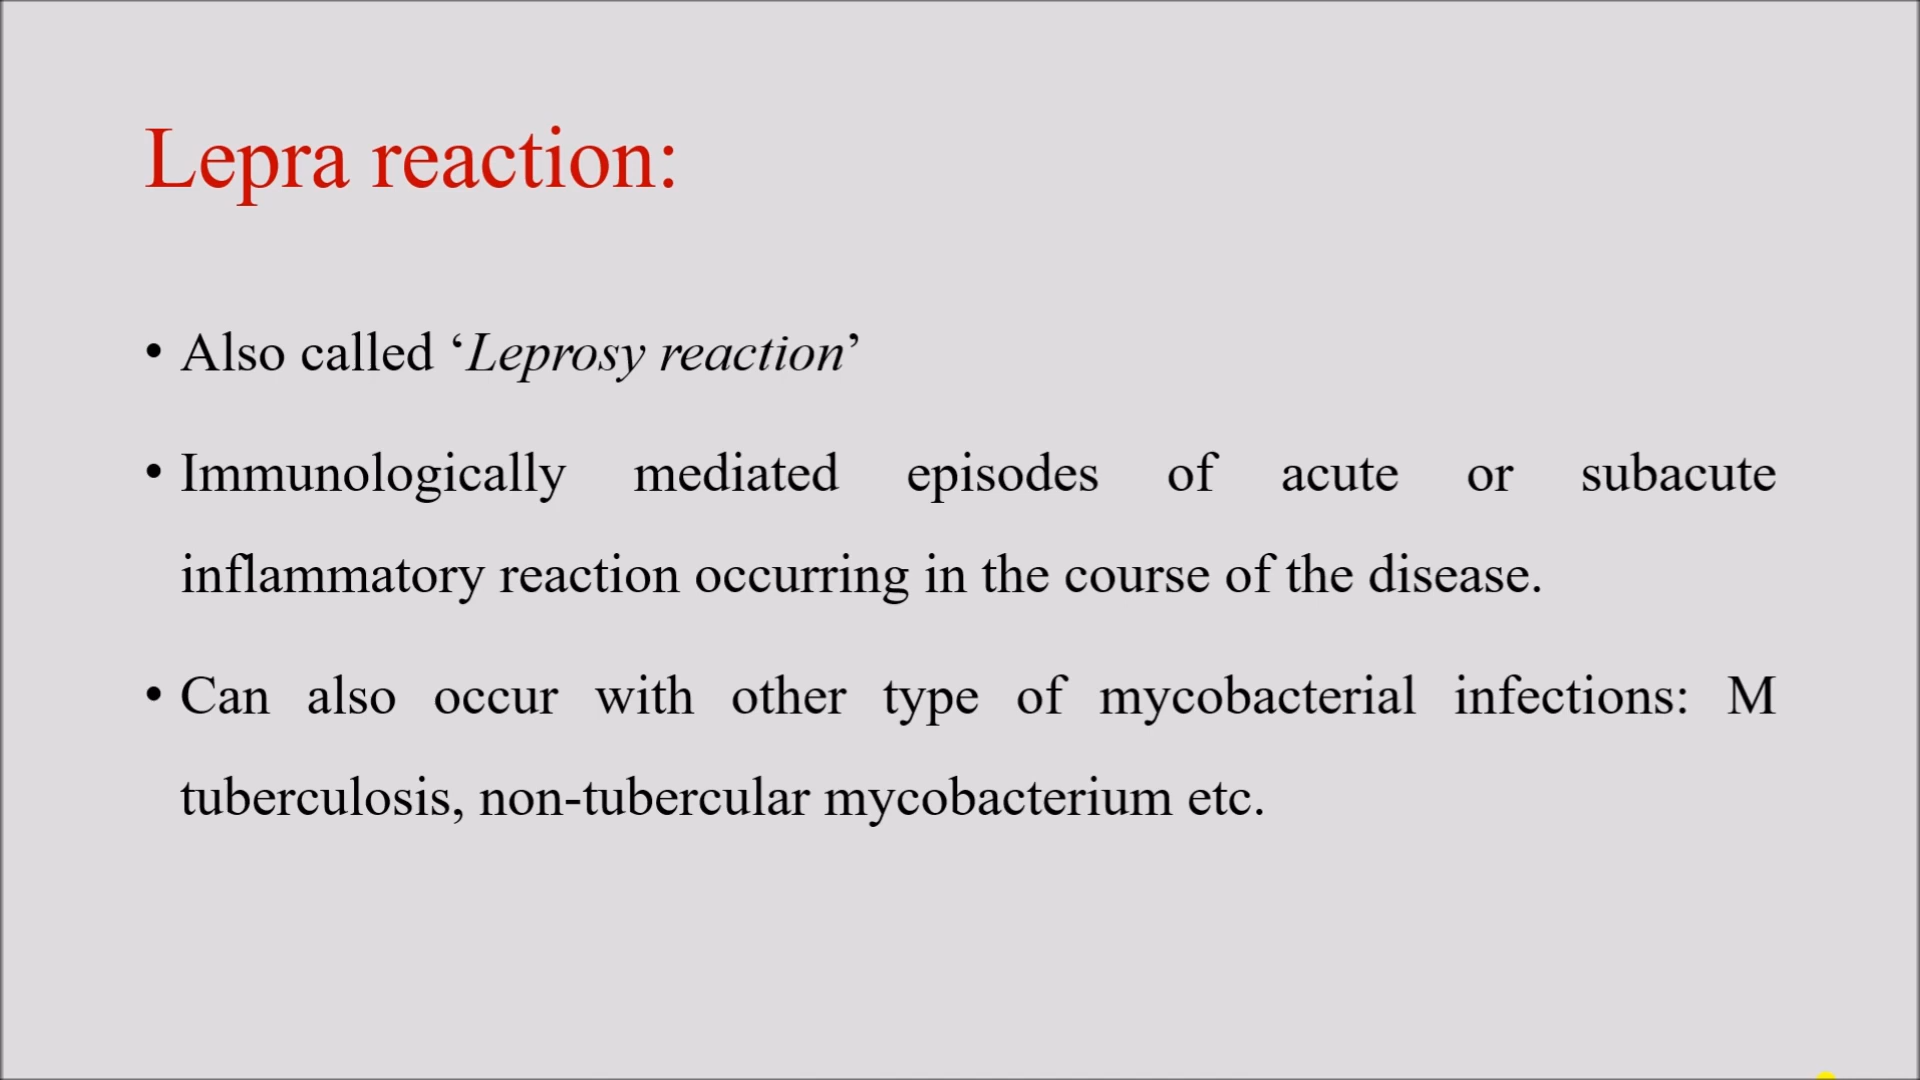 Lepra reaction:
• Also called ‘Leprosy reaction’
• Immunologically mediated episodes of acute or subacute
inflammatory reaction occurring in the course of the disease.
• Can also occur with other type of mycobacterial infections: M
tuberculosis, non-tubercular mycobacterium etc.